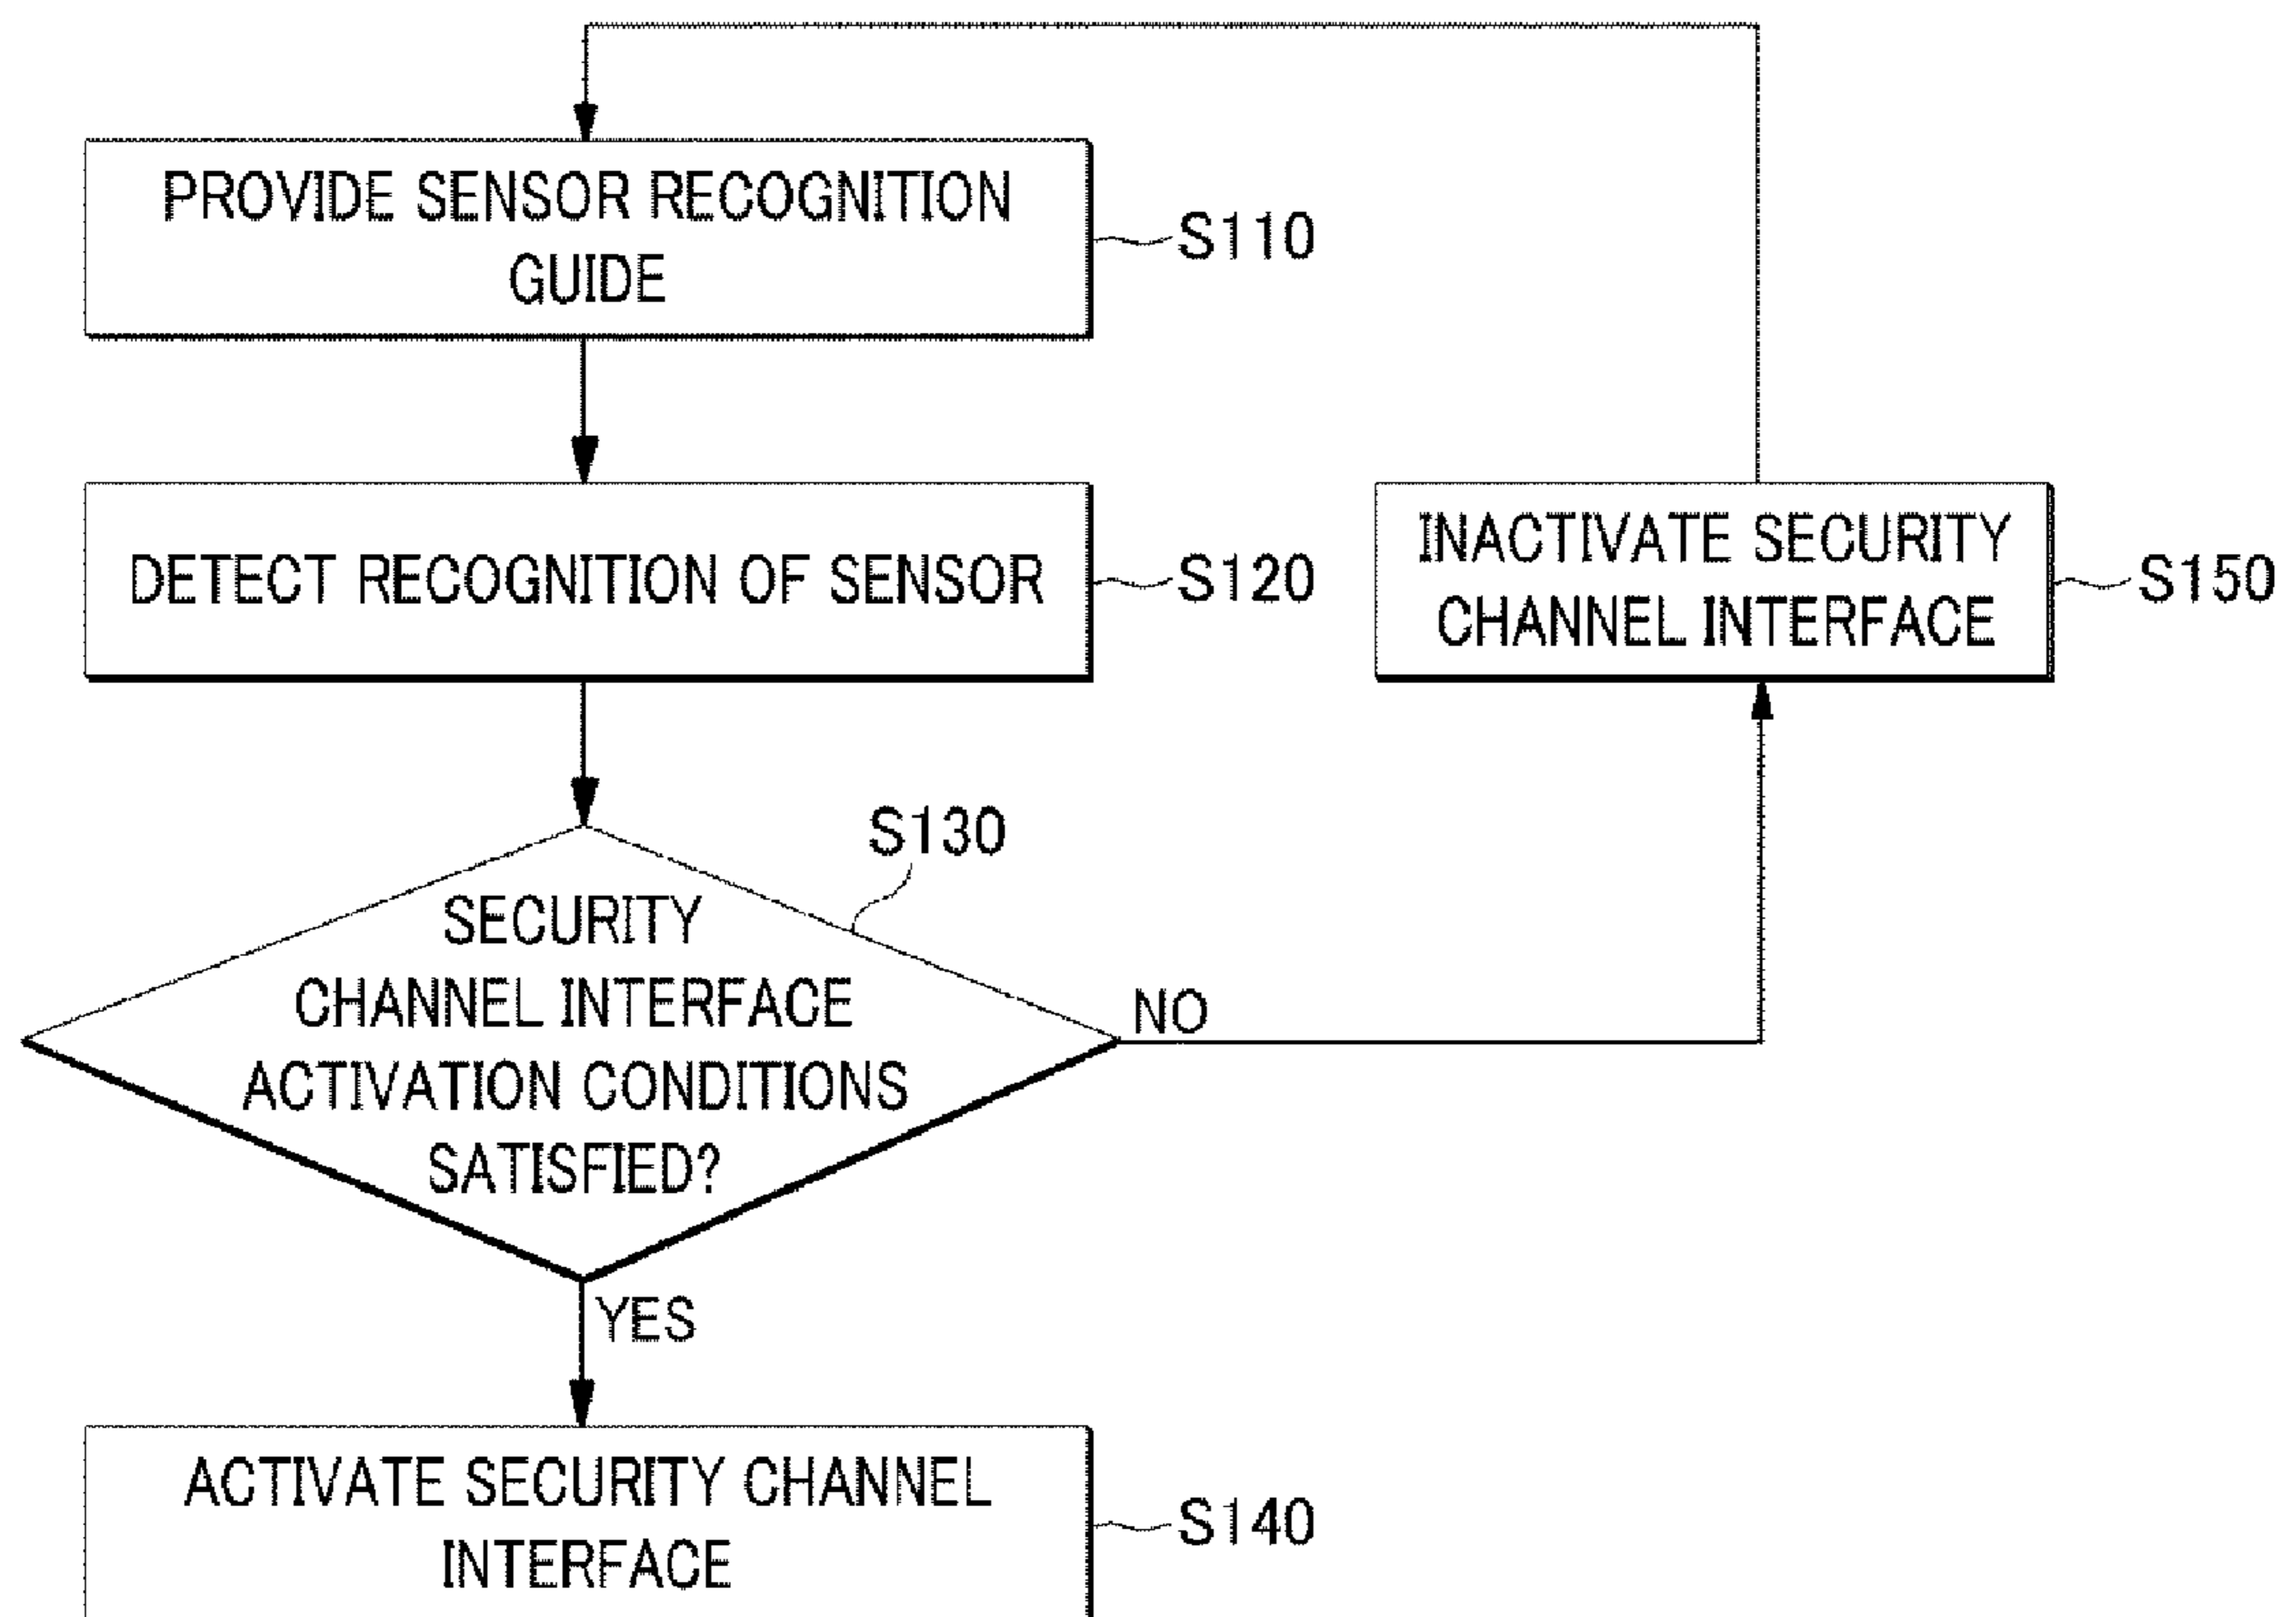 PROVIDE SENSOR RECOGNITION
GUIDE
S110
DETECT RECOGNITION OF SENSOR
S120
INACTIVATE SECURITY
CHANNEL INTERFACE
S150
S130
SECURITY
CHANNEL INTERFACE
ACTIVATION CONDITIONS
SATISFIED?
NO
YES
ACTIVATE SECURITY CHANNEL
INTERFACE
S140